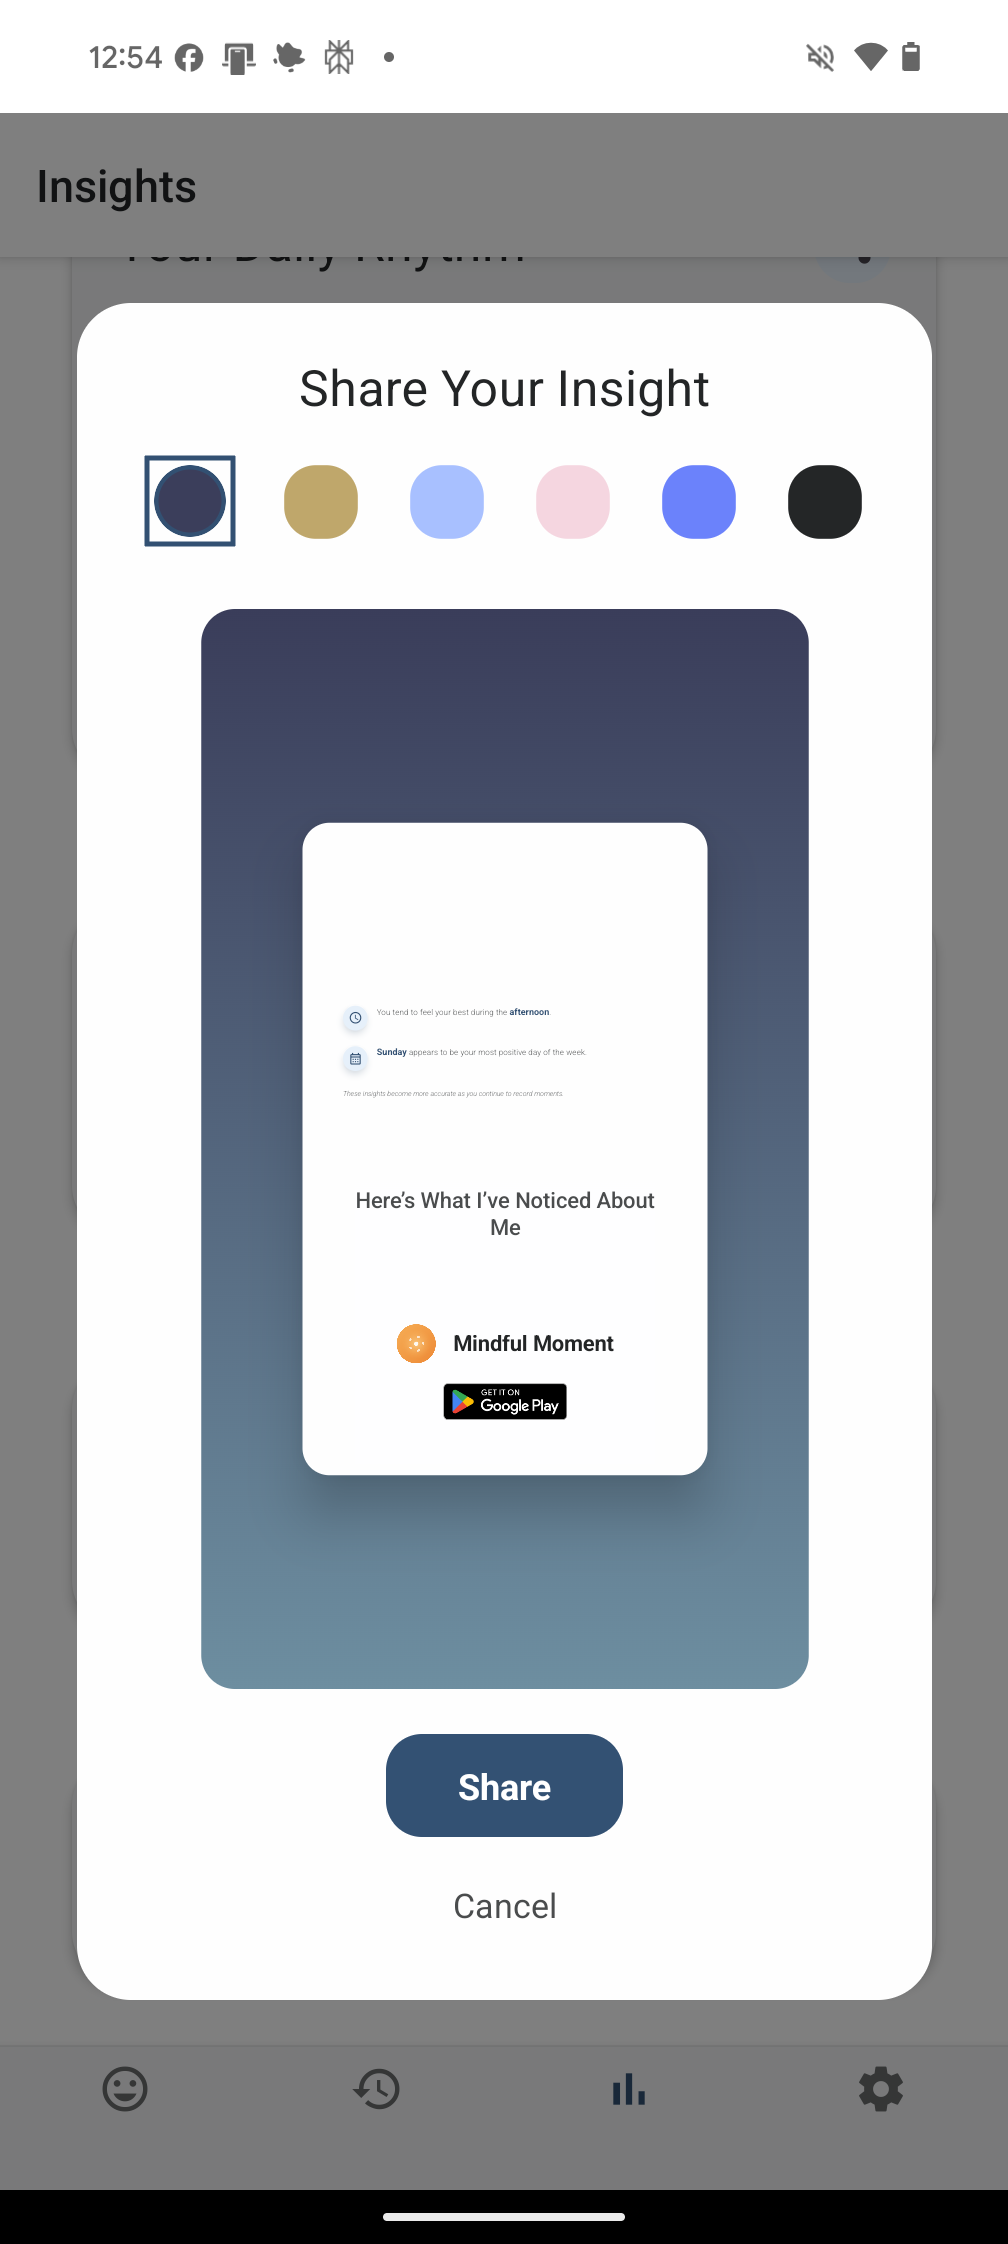 12:54
Insights
Your Daily Rhythm
Share Your Insight
You tend to feel your best during the afternoon.
Sunday appears to be your most positive day of the week.
These insights become more accurate as you continue to record moments.
Here’s What I’ve Noticed About
Me
Mindful Moment
GET IT ON
Google Play
Share
Cancel